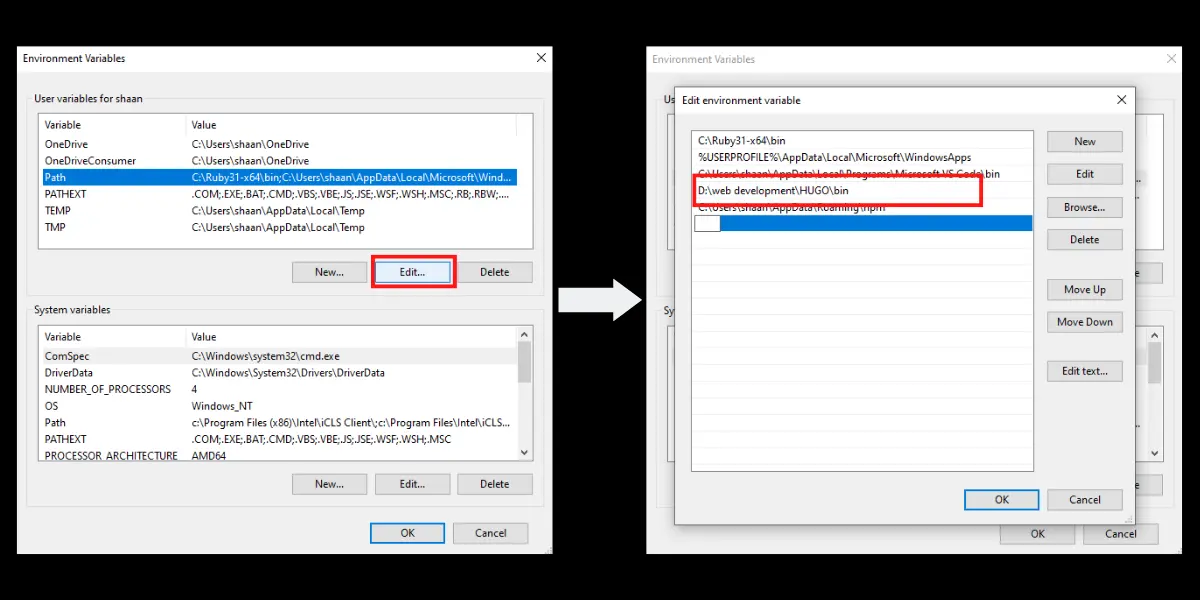 Environment Variables
User variables for shaan
Variable Value
OneDrive C:\Users\shaan\OneDrive
OneDriveConsumer C:\Users\shaan\OneDrive
Path C:\Ruby31-x64\bin;C:\Users\shaan\AppData\Local\Microsoft\Wind...
PATHEXT .COM;.EXE;.BAT;.CMD;.VBS;.VBE;.JS;.JSE;.WSF;.WSH;.MSC;.RB;.RBW;....
TEMP C:\Users\shaan\AppData\Local\Temp
TMP C:\Users\shaan\AppData\Local\Temp
New... Edit... Delete
System variables
Variable Value
ComSpec C:\Windows\system32\cmd.exe
DriverData C:\Windows\System32\Drivers\DriverData
NUMBER_OF_PROCESSORS 4
OS Windows_NT
Path c:\Program Files (x86)\Intel\iCLS Client\;c:\Program Files\Intel\iCLS...
PATHEXT .COM;.EXE;.BAT;.CMD;.VBS;.VBE;.JS;.JSE;.WSF;.WSH;.MSC
PROCESSOR_ARCHITECTURE AMD64
New... Edit... Delete
OK Cancel
Environment Variables
Us
Edit environment variable
C:\Ruby31-x64\bin
%USERPROFILE%\AppData\Local\Microsoft\WindowsApps
C:\Users\shaan\AppData\Local\Programs\Microsoft VS Code\bin
D:\web development\HUGO\bin
C:\Users\shaan\AppData\Roaming\npm
New
Edit
Browse...
Delete
Move Up
Sy
Move Down
Edit text...
OK Cancel
OK Cancel